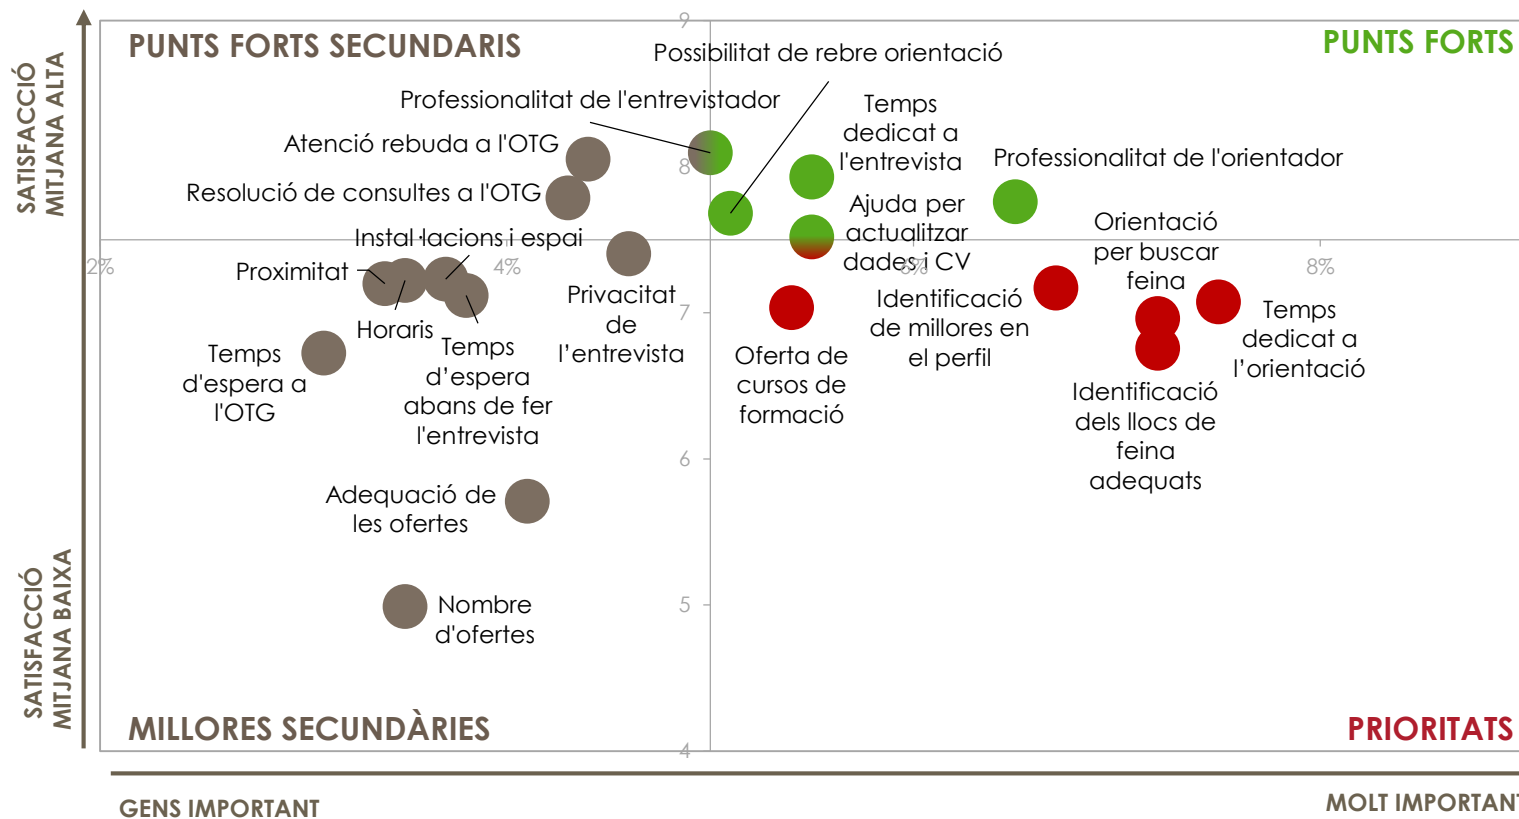 SATISFACCIÓ
MITJANA ALTA
PUNTS FORTS SECUNDARIS
9
PUNTS FORTS
Possibilitat de rebre orientació
Professionalitat de l'entrevistador
Temps
dedicat a
l'entrevista
Atenció rebuda a l'OTG
8
Professionalitat de l'orientador
Resolució de consultes a l'OTG
Ajuda per
actualitzar
dades i CV
Orientació
per buscar
feina
Instal·lacions i espai
2%
4%
6%
8%
Proximitat
Horaris
Privacitat
de
l’entrevista
7
Identificació
de millores en
el perfil
Temps
dedicat a
l’orientació
Temps
d'espera a
l'OTG
Temps
d’espera
abans de fer
l'entrevista
Oferta de
cursos de
formació
Identificació
dels llocs de
feina
adequats
6
Adequació de
les ofertes
SATISFACCIÓ
MITJANA BAIXA
5
Nombre
d'ofertes
MILLORES SECUNDÀRIES
4
PRIORITATS
GENS IMPORTANT
MOLT IMPORTANT